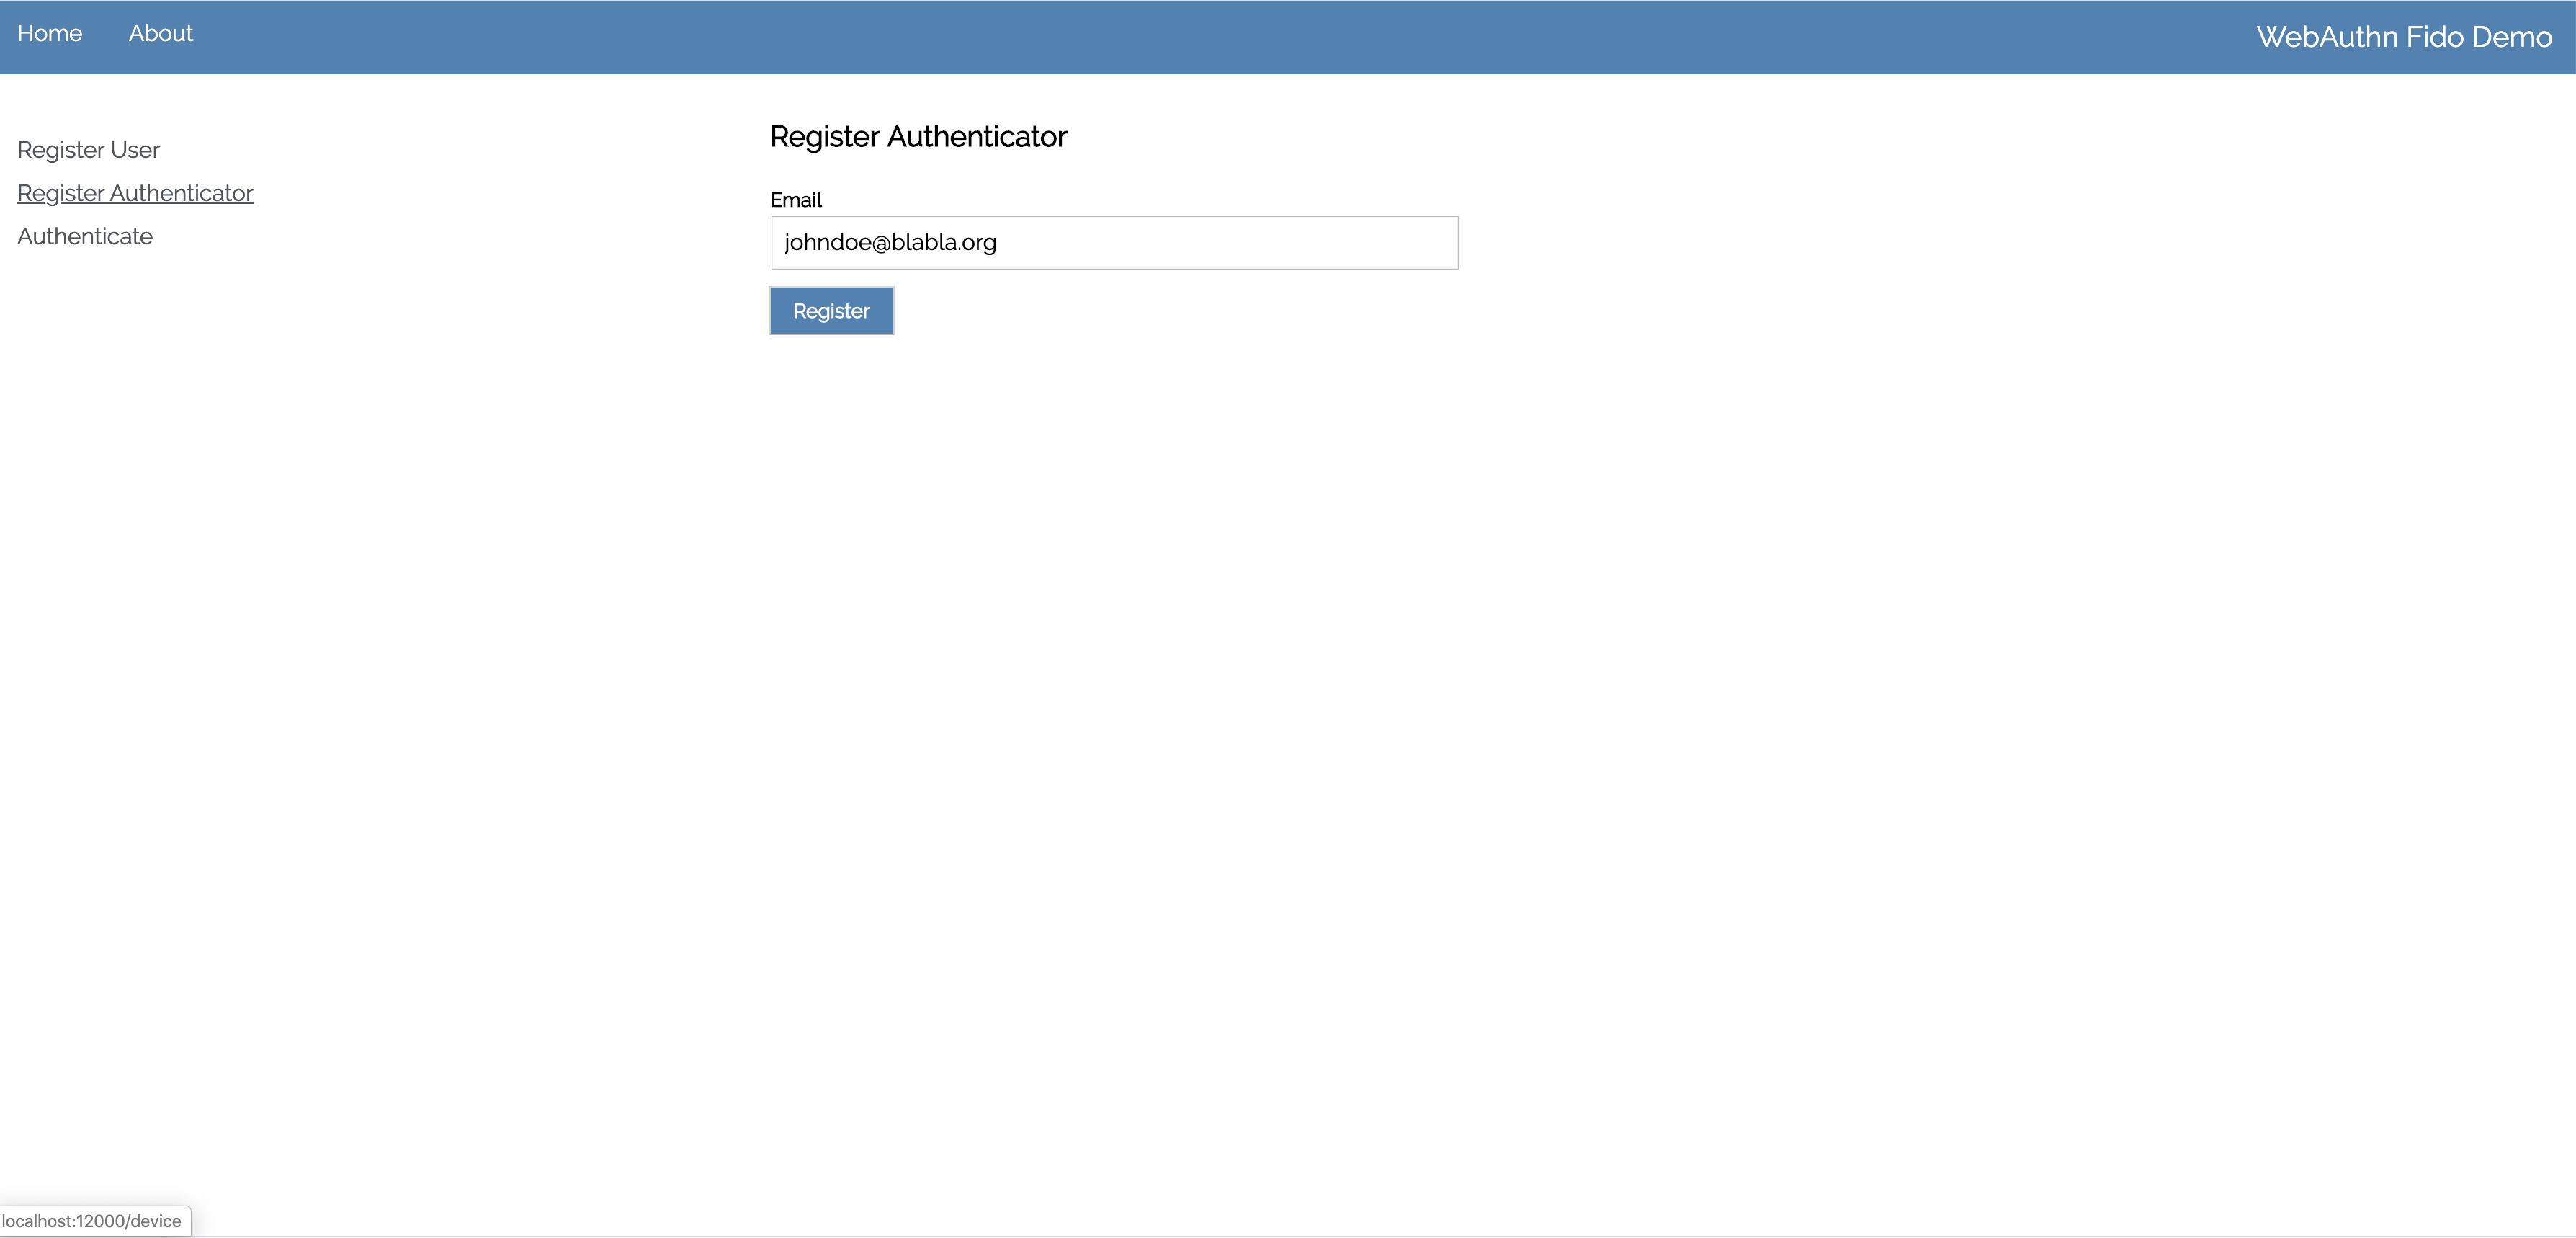 Home About WebAuthn Fido Demo
Register User
Register Authenticator
Authenticate
Register Authenticator
Email
johndoe@blabla.org
Register
localhost:12000/device